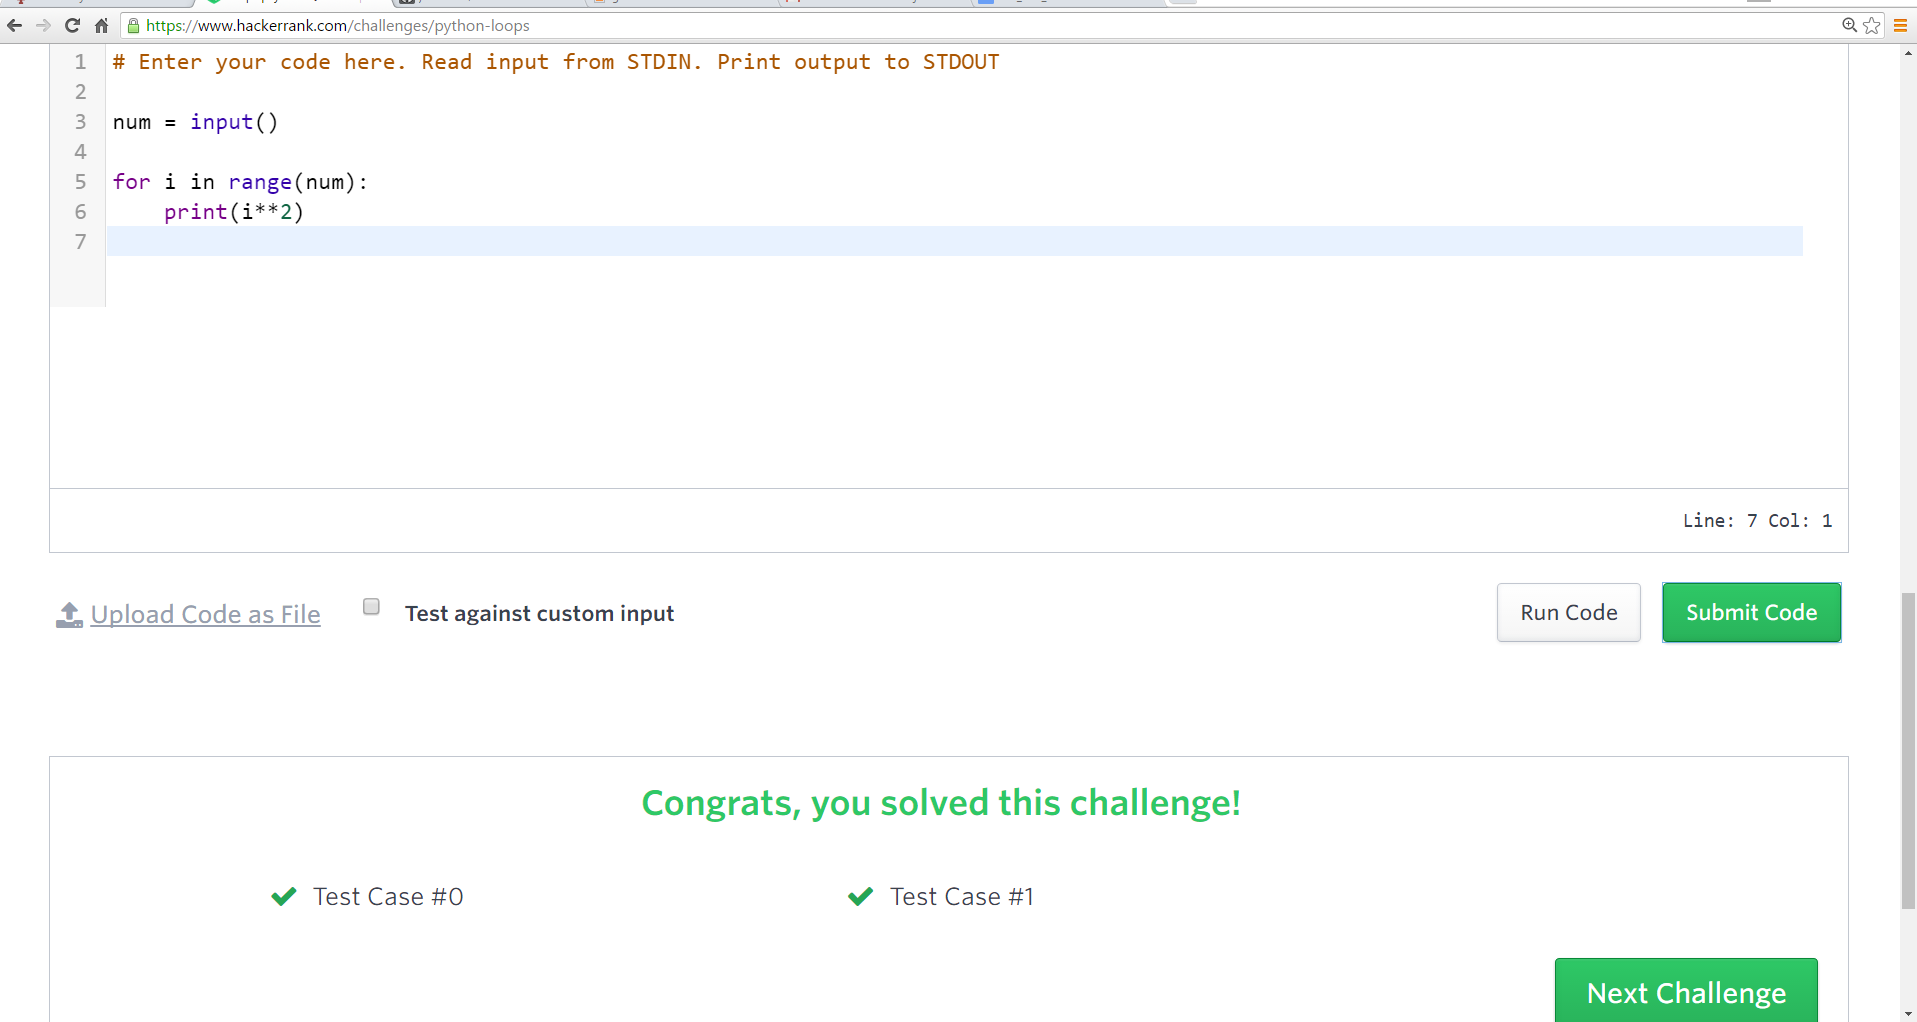 https://www.hackerrank.com/challenges/python-loops
1 # Enter your code here. Read input from STDIN. Print output to STDOUT
2
3 num = input()
4
5 for i in range(num):
6     print(i**2)
7
Line: 7 Col: 1
Upload Code as File Test against custom input Run Code Submit Code
Congrats, you solved this challenge!
Test Case #0 Test Case #1
Next Challenge